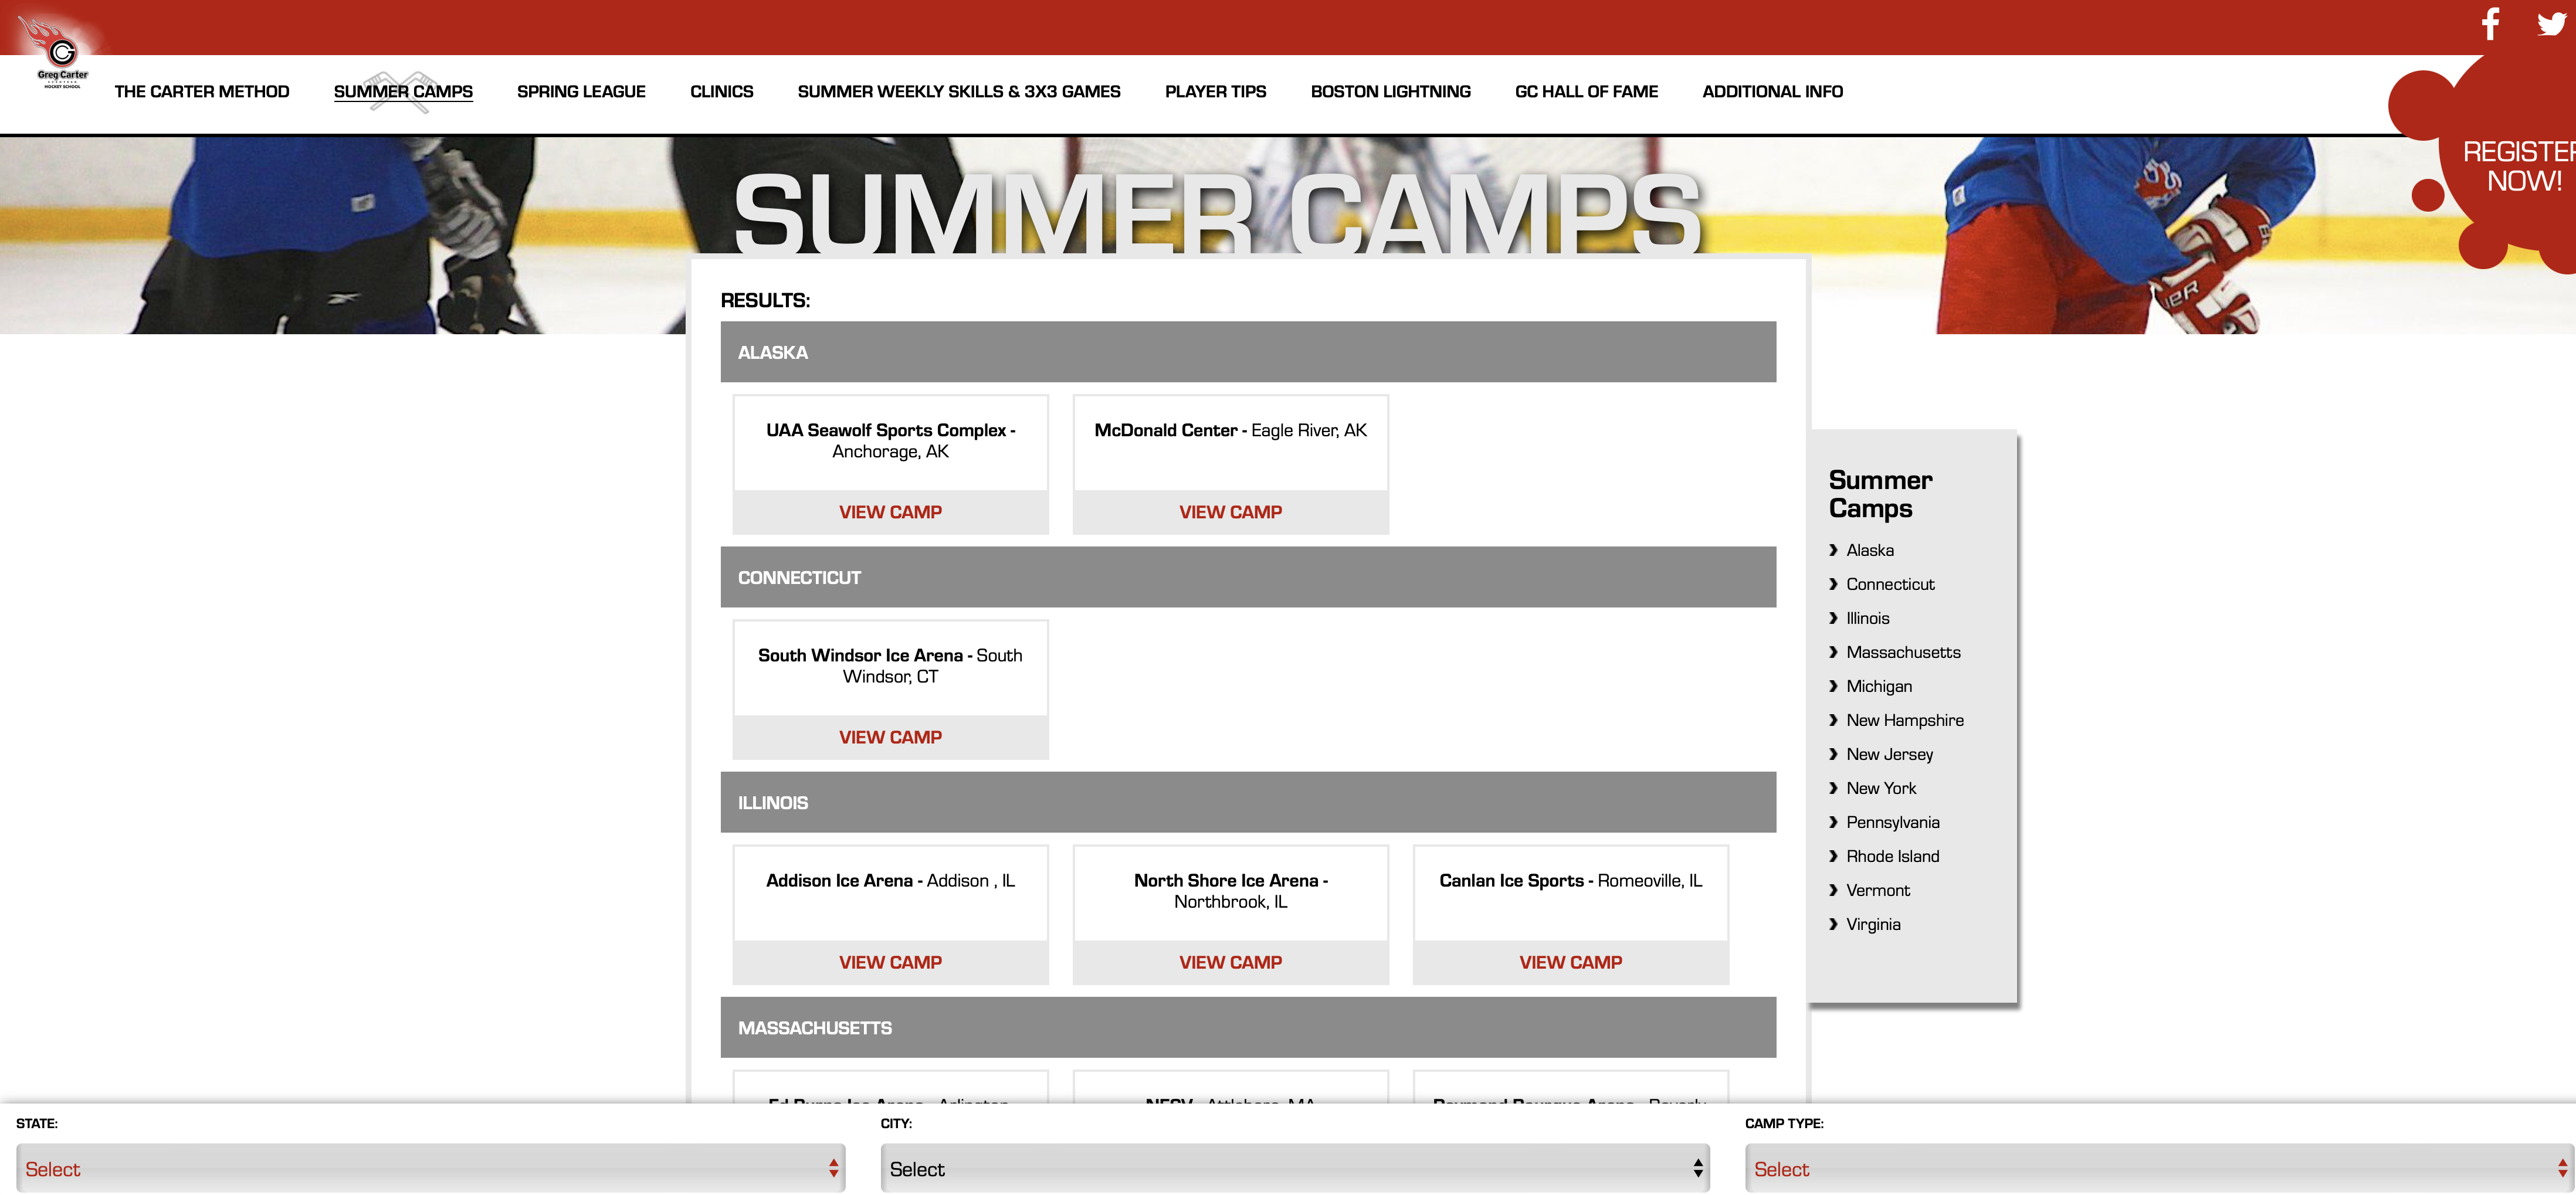 Greg Carter
HOCKEY SCHOOL
THE CARTER METHOD
SUMMER CAMPS
SPRING LEAGUE
CLINICS
SUMMER WEEKLY SKILLS & 3X3 GAMES
PLAYER TIPS
BOSTON LIGHTNING
GC HALL OF FAME
ADDITIONAL INFO
REGISTER
NOW!
SUMMER CAMPS
RESULTS:
ALASKA
UAA Seawolf Sports Complex -
Anchorage, AK
VIEW CAMP
McDonald Center - Eagle River, AK
VIEW CAMP
CONNECTICUT
South Windsor Ice Arena - South
Windsor, CT
VIEW CAMP
ILLINOIS
Addison Ice Arena - Addison , IL
VIEW CAMP
North Shore Ice Arena -
Northbrook, IL
VIEW CAMP
Canlan Ice Sports - Romeoville, IL
VIEW CAMP
MASSACHUSETTS
Summer
Camps
Alaska
Connecticut
Illinois
Massachusetts
Michigan
New Hampshire
New Jersey
New York
Pennsylvania
Rhode Island
Vermont
Virginia
STATE:
Select
CITY:
Select
CAMP TYPE:
Select